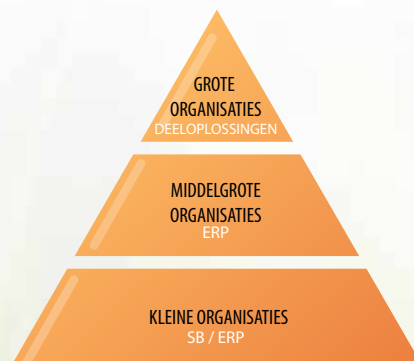 GROTE
ORGANISATIES
DEELOPLOSSINGEN
MIDDELGROTE
ORGANISATIES
ERP
KLEINE ORGANISATIES
SB / ERP